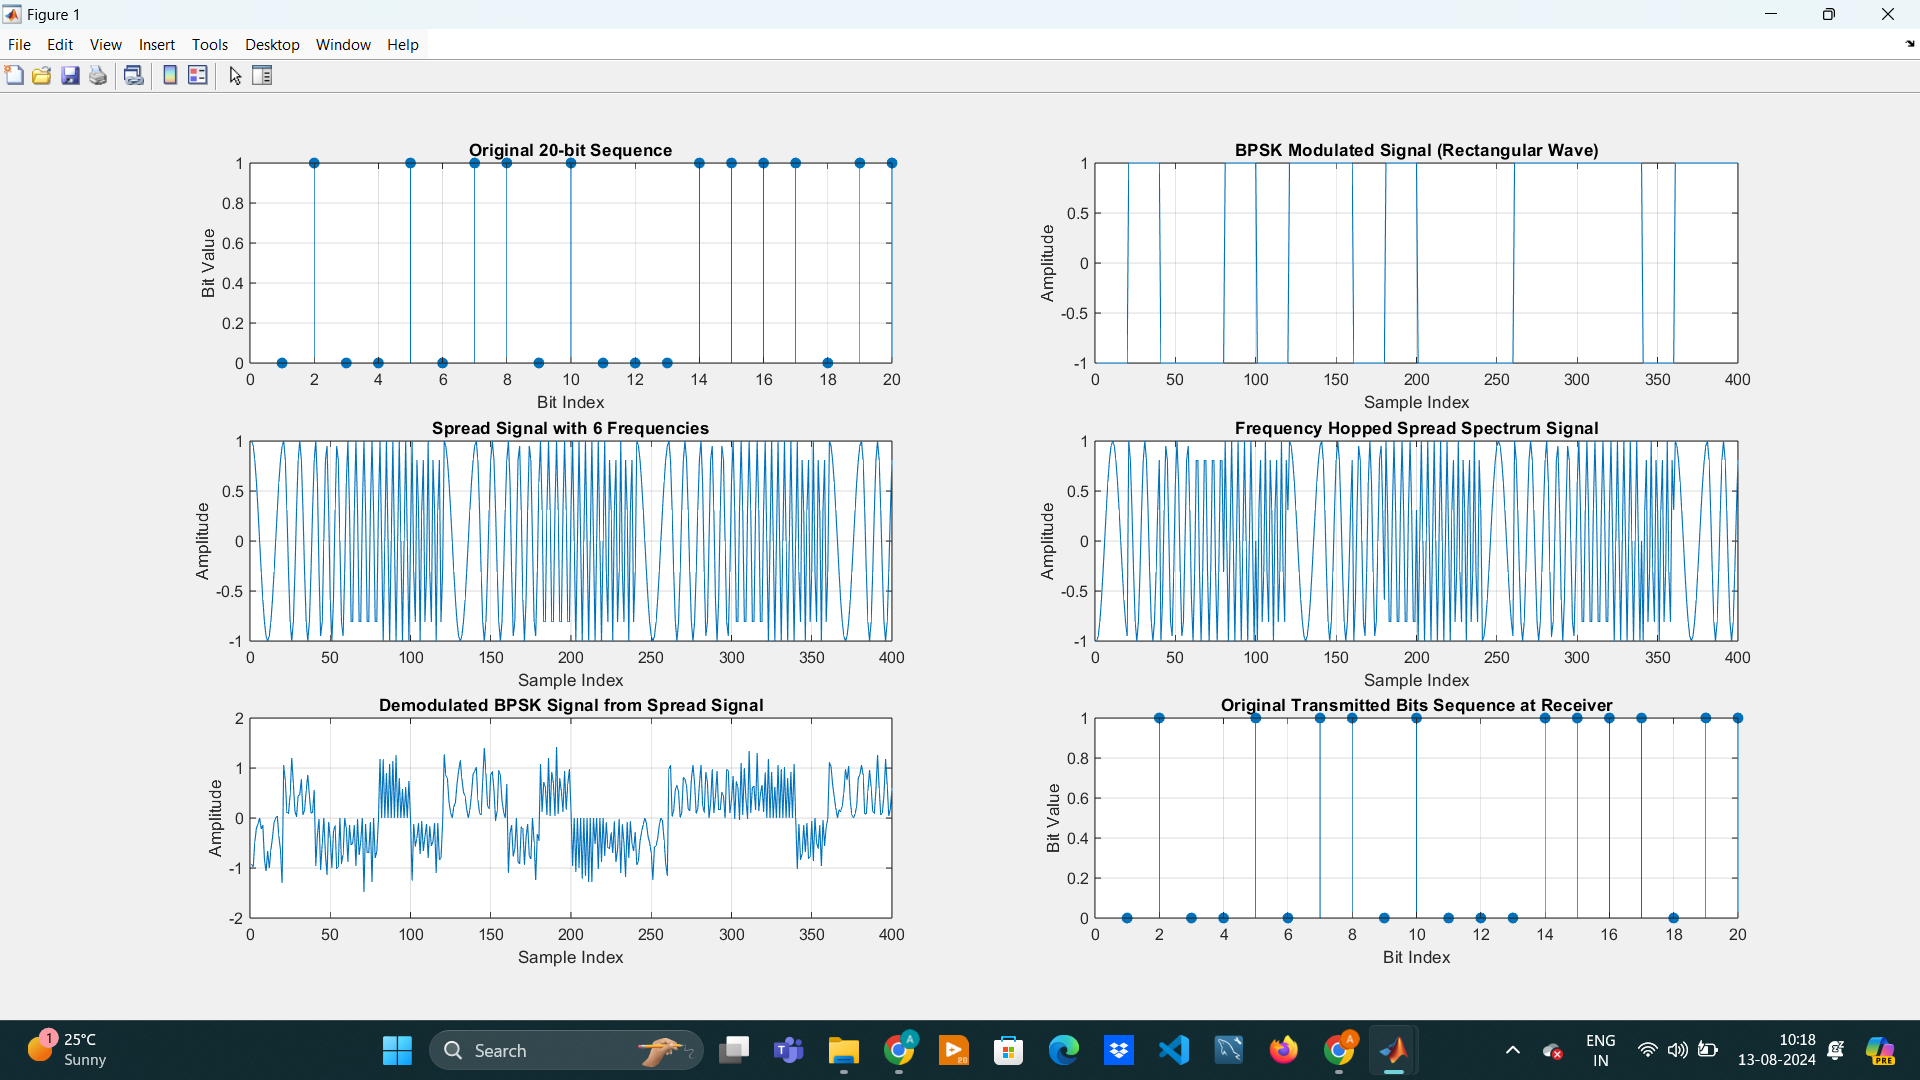 Figure 1
File Edit View Insert Tools Desktop Window Help
Original 20-bit Sequence
1
0.8
0.6
0.4
0.2
0
Bit Value
0 2 4 6 8 10 12 14 16 18 20
Bit Index
BPSK Modulated Signal (Rectangular Wave)
1
0.5
0
-0.5
-1
Amplitude
0 50 100 150 200 250 300 350 400
Sample Index
Spread Signal with 6 Frequencies
1
0.5
0
-0.5
-1
Amplitude
0 50 100 150 200 250 300 350 400
Sample Index
Frequency Hopped Spread Spectrum Signal
1
0.5
0
-0.5
-1
Amplitude
0 50 100 150 200 250 300 350 400
Sample Index
Demodulated BPSK Signal from Spread Signal
2
1
0
-1
-2
Amplitude
0 50 100 150 200 250 300 350 400
Sample Index
Original Transmitted Bits Sequence at Receiver
1
0.8
0.6
0.4
0.2
0
Bit Value
0 2 4 6 8 10 12 14 16 18 20
Bit Index
1
25°C
Sunny
Search
T
A
20
A
ENG
IN
10:18
13-08-2024
PRE